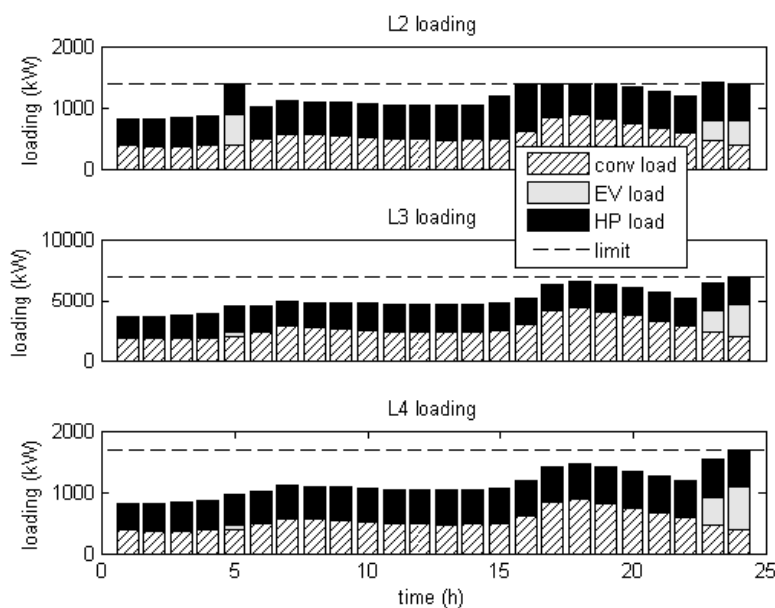 L2 loading
2000
1000
0
loading (kW)
conv load
EV load
HP load
limit
L3 loading
10000
5000
0
loading (kW)
L4 loading
2000
1000
0
loading (kW)
0 5 10 15 20 25
time (h)